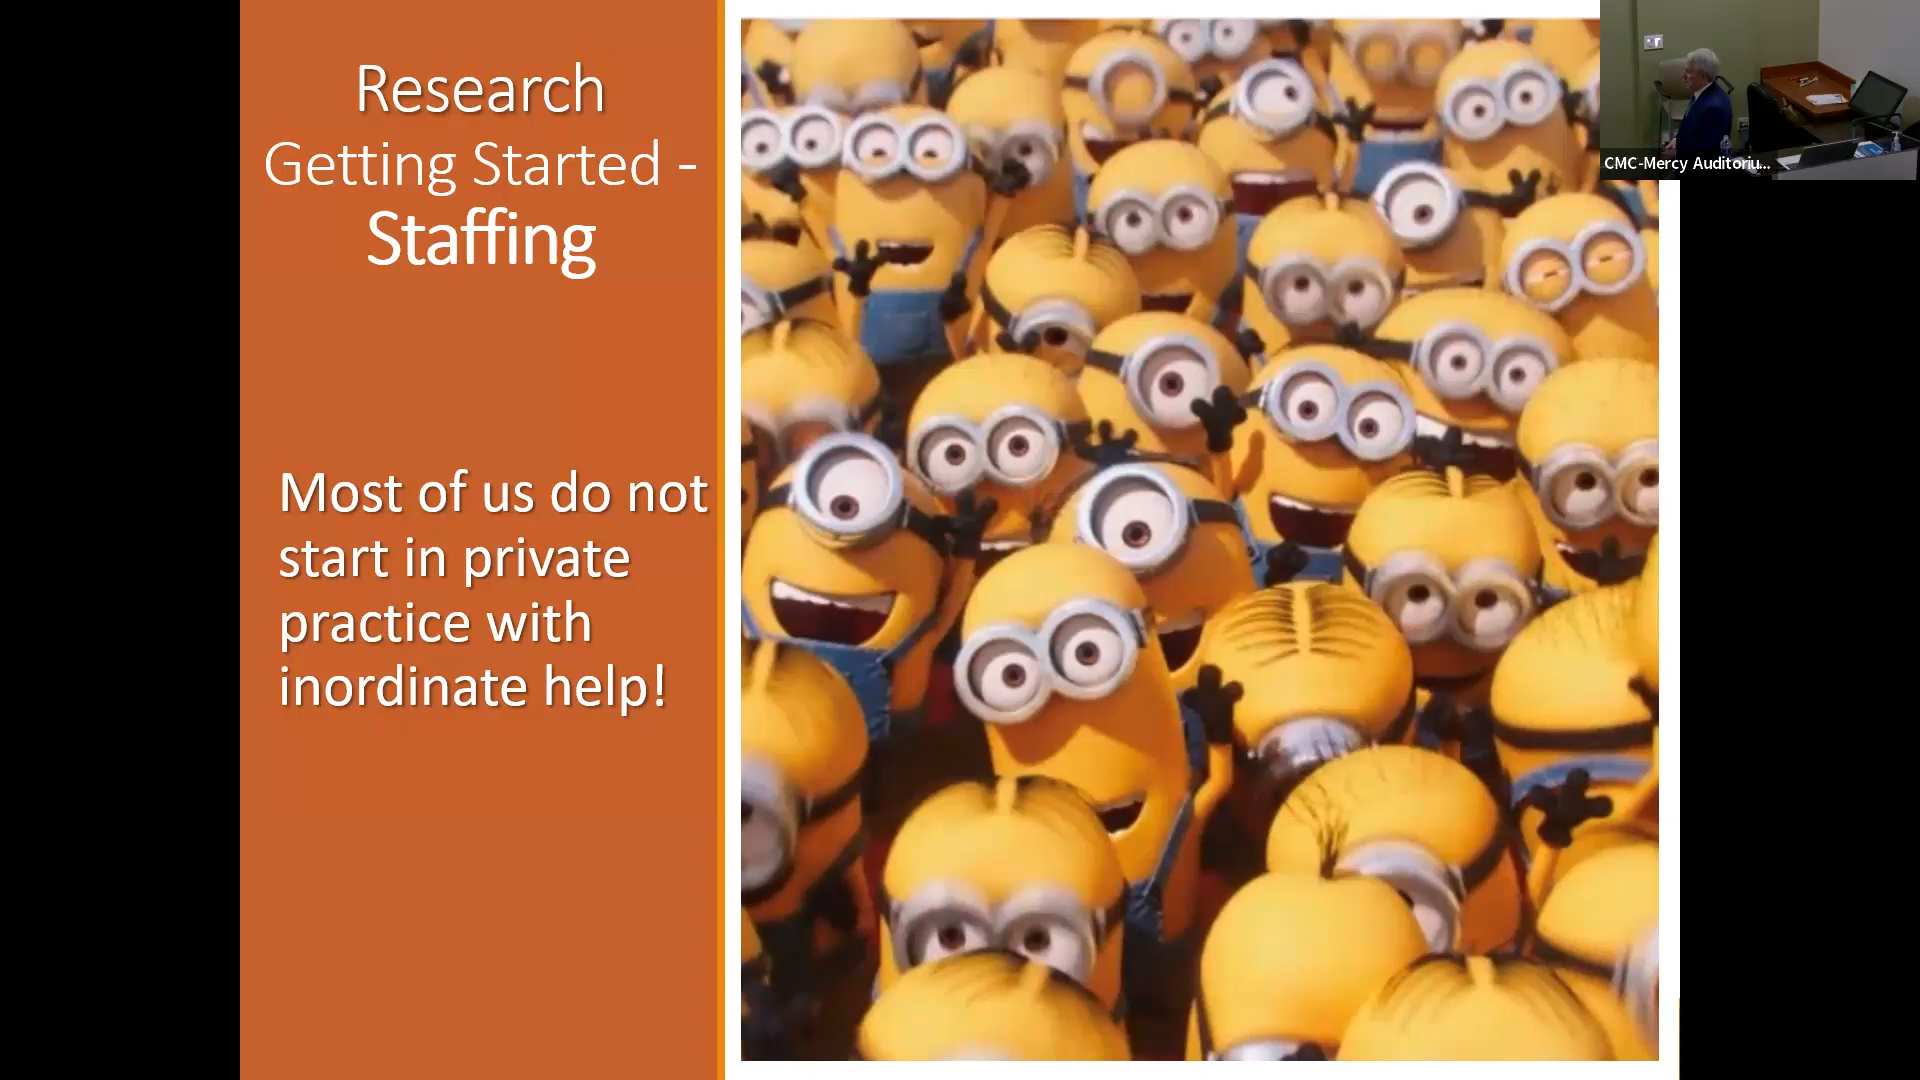 Research
Getting Started -
Staffing
Most of us do not
start in private
practice with
inordinate help!
CMC-Mercy Auditoriu...